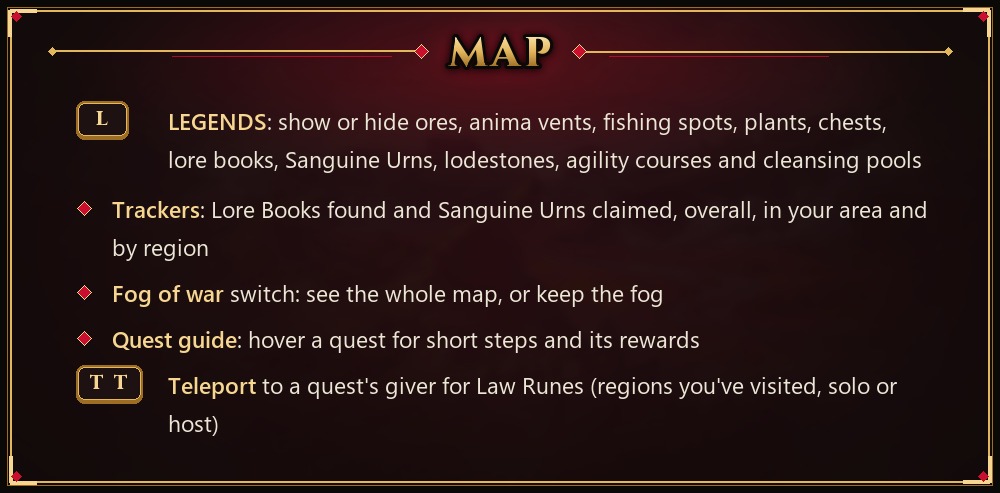 MAP
L
LEGENDS: show or hide ores, anima vents, fishing spots, plants, chests,
lore books, Sanguine Urns, lodestones, agility courses and cleansing pools
Trackers: Lore Books found and Sanguine Urns claimed, overall, in your area and
by region
Fog of war switch: see the whole map, or keep the fog
Quest guide: hover a quest for short steps and its rewards
T T
Teleport to a quest's giver for Law Runes (regions you've visited, solo or
host)